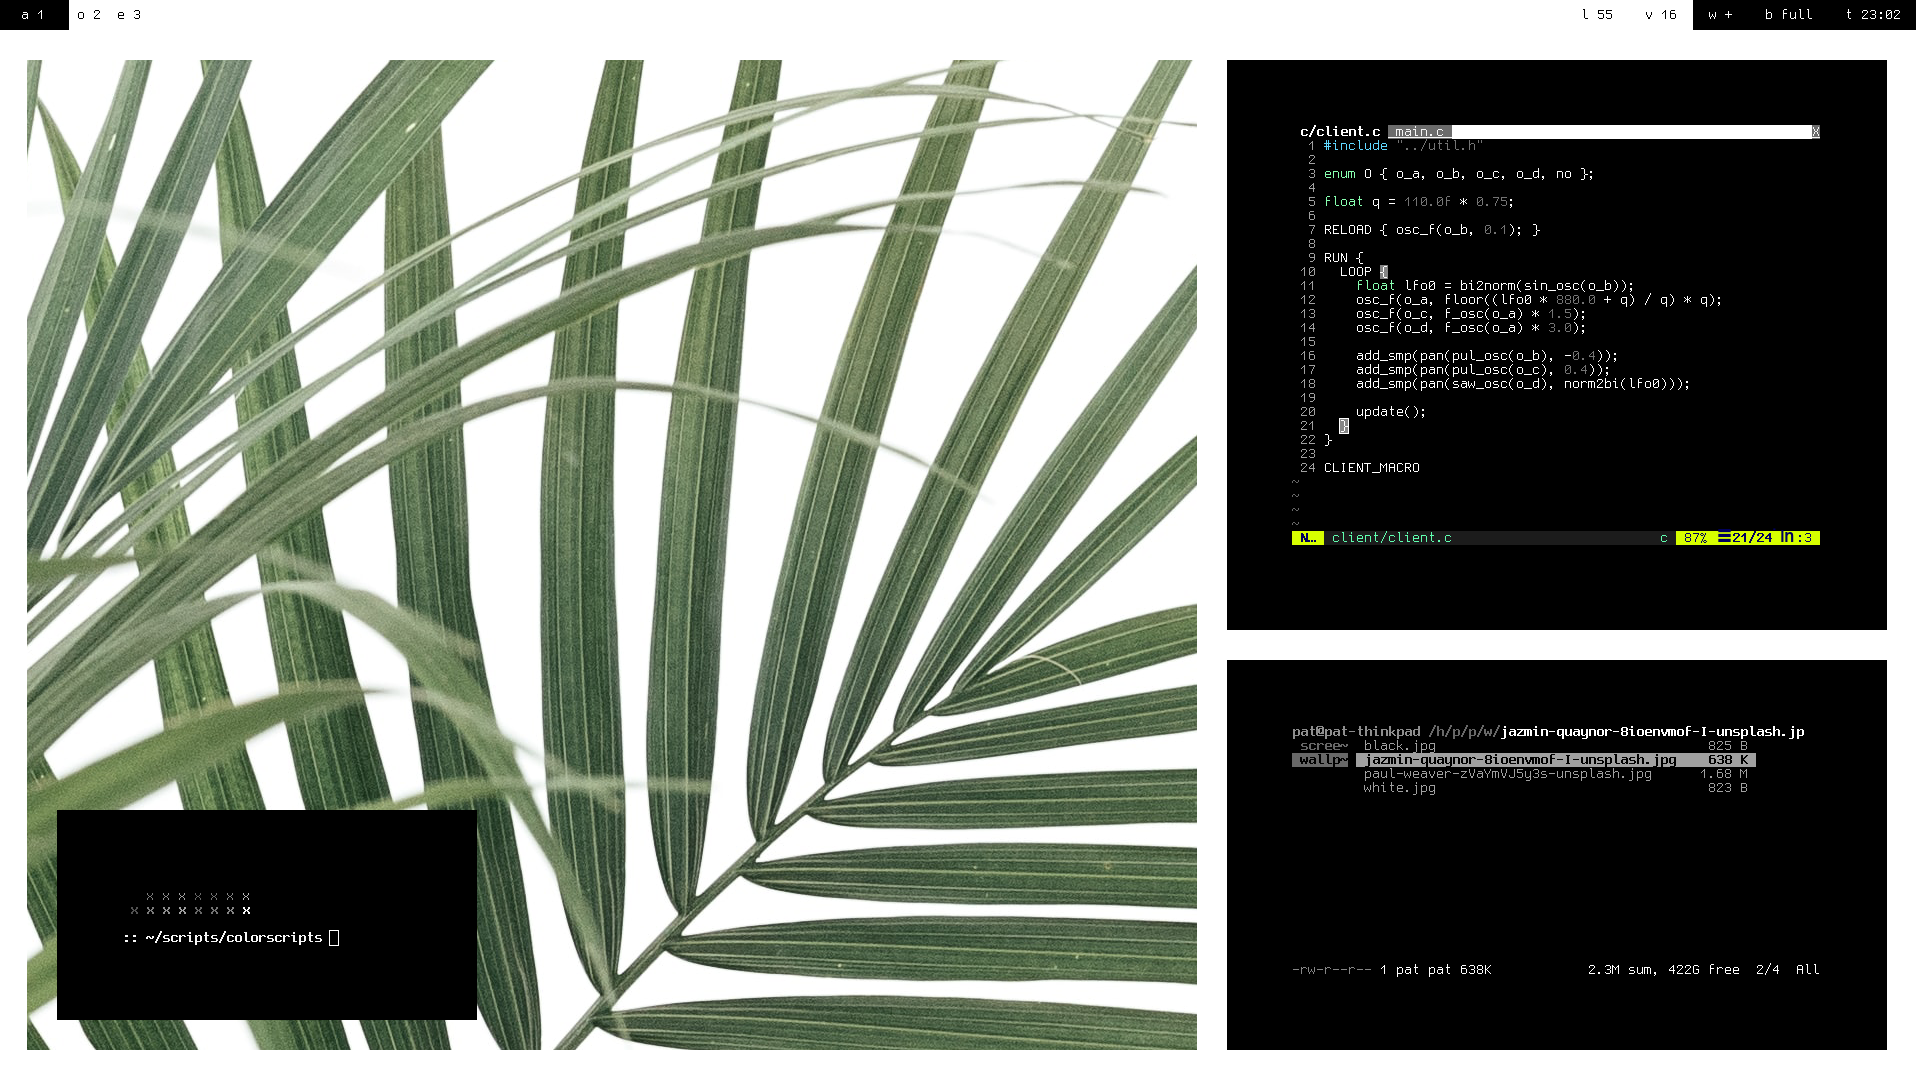 a 1 o 2 e 3 l 55 v 16 w + b full t 23:02
c/client.c main.c X
1 #include "../util.h"
2
3 enum O { o_a, o_b, o_c, o_d, no };
4
5 float q = 110.0f * 0.75;
6
7 RELOAD { osc_f(o_b, 0.1); }
8
9 RUN {
10 LOOP {
11 float lfo0 = bi2norm(sin_osc(o_b));
12 osc_f(o_a, floor((lfo0 * 880.0 + q) / q) * q);
13 osc_f(o_c, f_osc(o_a) * 1.5);
14 osc_f(o_d, f_osc(o_a) * 3.0);
15
16 add_smp(pan(pul_osc(o_b), -0.4));
17 add_smp(pan(pul_osc(o_c), 0.4));
18 add_smp(pan(saw_osc(o_d), norm2bi(lfo0)));
19
20 update();
21 }
22 }
23
24 CLIENT_MACRO
~
~
~
~
N… client/client.c c 87% ☰21/24 ㏑:3
pat@pat-thinkpad /h/p/p/w/jazmin-quaynor-8ioenvmof-I-unsplash.jp
scree~ black.jpg 825 B
wallp~ jazmin-quaynor-8ioenvmof-I-unsplash.jpg 638 K
paul-weaver-zVaYmVJ5y3s-unsplash.jpg 1.68 M
white.jpg 823 B
-rw-r--r-- 1 pat pat 638K 2.3M sum, 422G free 2/4 All
x x x x x x x
x x x x x x x x
:: ~/scripts/colorscripts